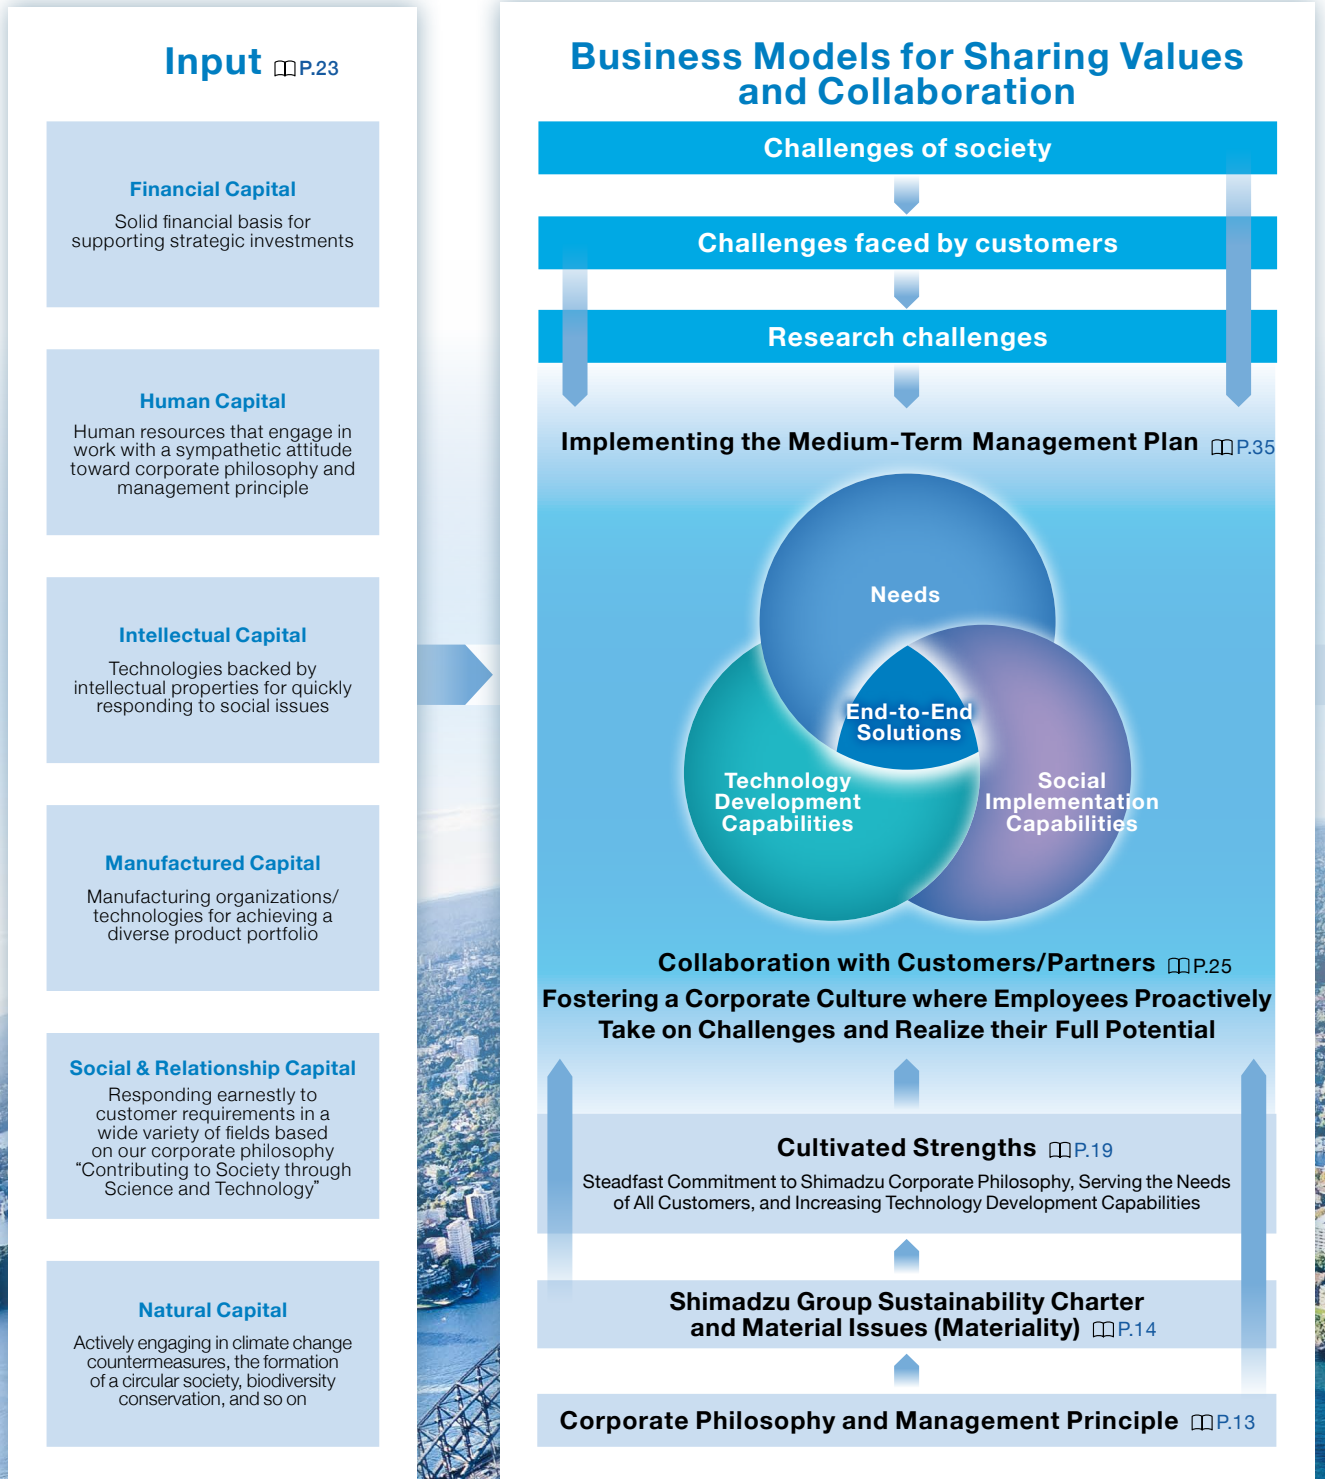 Input P.23
Financial Capital
Solid financial basis for
supporting strategic investments
Human Capital
Human resources that engage in
work with a sympathetic attitude
toward corporate philosophy and
management principle
Intellectual Capital
Technologies backed by
intellectual properties for quickly
responding to social issues
Manufactured Capital
Manufacturing organizations/
technologies for achieving a
diverse product portfolio
Social & Relationship Capital
Responding earnestly to
customer requirements in a
wide variety of fields based
on our corporate philosophy
“Contributing to Society through
Science and Technology”
Natural Capital
Actively engaging in climate change
countermeasures, the formation
of a circular society, biodiversity
conservation, and so on
Business Models for Sharing Values
and Collaboration
Challenges of society
Challenges faced by customers
Research challenges
Implementing the Medium-Term Management Plan P.35
Needs
End-to-End
Solutions
Technology
Development
Capabilities
Social
Implementation
Capabilities
Collaboration with Customers/Partners P.25
Fostering a Corporate Culture where Employees Proactively
Take on Challenges and Realize their Full Potential
Cultivated Strengths P.19
Steadfast Commitment to Shimadzu Corporate Philosophy, Serving the Needs
of All Customers, and Increasing Technology Development Capabilities
Shimadzu Group Sustainability Charter
and Material Issues (Materiality) P.14
Corporate Philosophy and Management Principle P.13